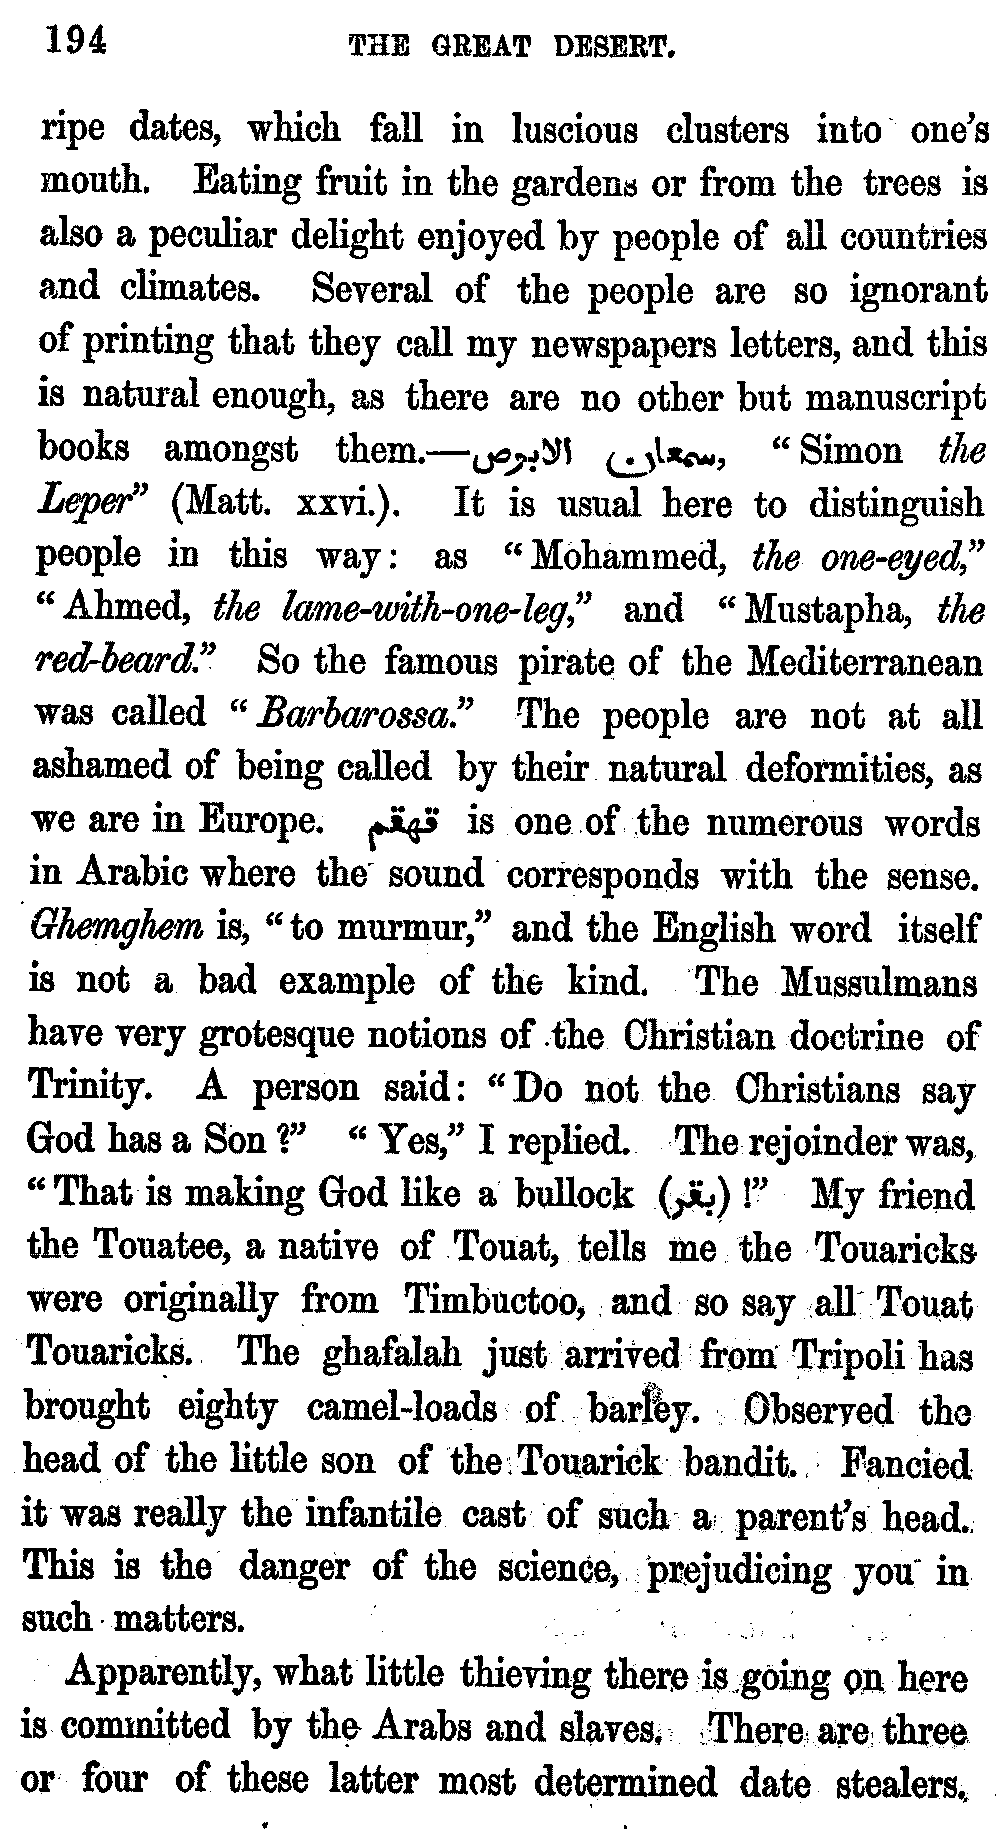 194 THE GREAT DESERT.
ripe dates, which fall in luscious clusters into one's
mouth. Eating fruit in the gardens or from the trees is
also a peculiar delight enjoyed by people of all countries
and climates. Several of the people are so ignorant
of printing that they call my newspapers letters, and this
is natural enough, as there are no other but manuscript
books amongst them.—سمعان الابرص, “Simon the
Leper” (Matt. xxvi.). It is usual here to distinguish
people in this way: as “Mohammed, the one-eyed,”
“Ahmed, the lame-with-one-leg,” and “Mustapha, the
red-beard.” So the famous pirate of the Mediterranean
was called “Barbarossa.” The people are not at all
ashamed of being called by their natural deformities, as
we are in Europe. قهقم is one of the numerous words
in Arabic where the sound corresponds with the sense.
Ghemghem is, “to murmur,” and the English word itself
is not a bad example of the kind. The Mussulmans
have very grotesque notions of the Christian doctrine of
Trinity. A person said: “Do not the Christians say
God has a Son?” “Yes,” I replied. The rejoinder was,
“That is making God like a bullock (بقر)!” My friend
the Touatee, a native of Touat, tells me the Touaricks
were originally from Timbuctoo, and so say all Touat
Touaricks. The ghafalah just arrived from Tripoli has
brought eighty camel-loads of barley. Observed the
head of the little son of the Touarick bandit. Fancied
it was really the infantile cast of such a parent's head.
This is the danger of the science, prejudicing you in
such matters.
Apparently, what little thieving there is going on here
is committed by the Arabs and slaves. There are three
or four of these latter most determined date stealers.